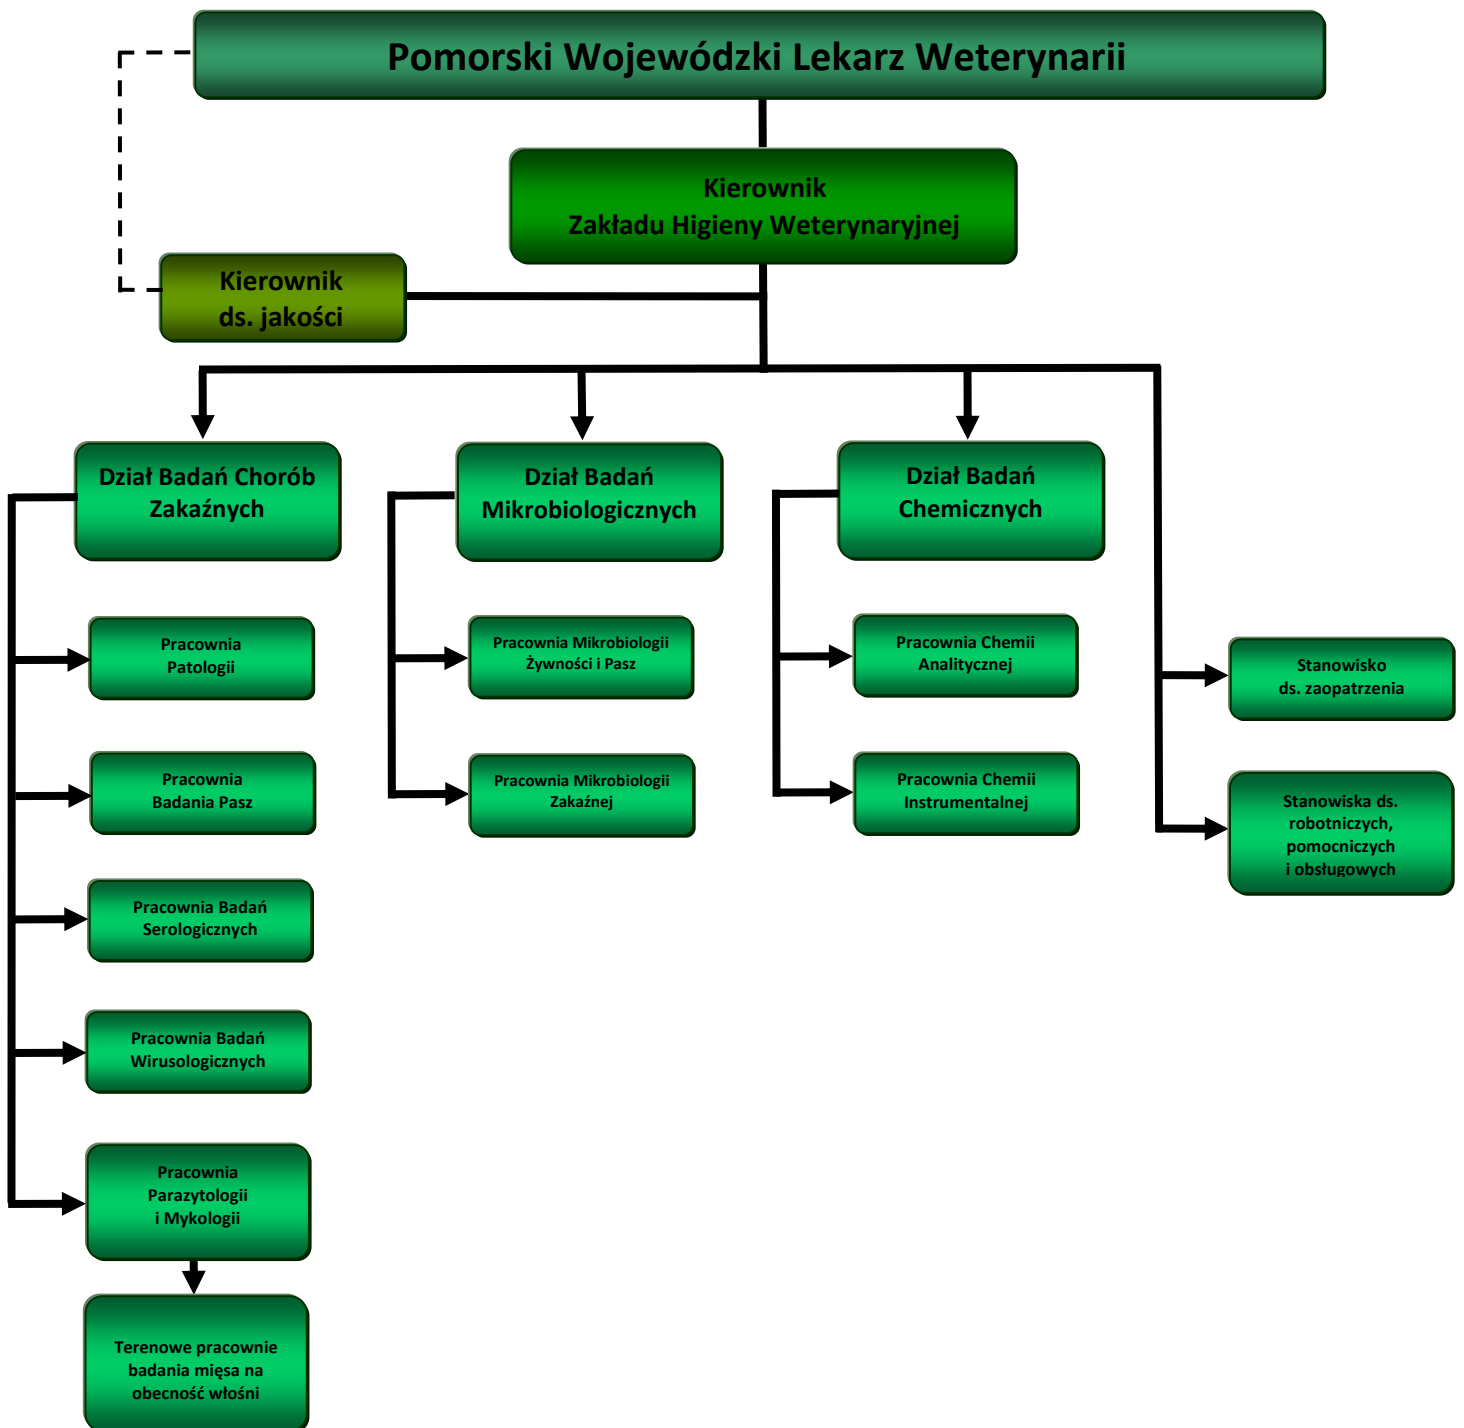 Pomorski Wojewódzki Lekarz Weterynarii
Kierownik
Zakładu Higieny Weterynaryjnej
Kierownik
ds. jakości
Dział Badań Chorób
Zakaźnych
Dział Badań
Mikrobiologicznych
Dział Badań
Chemicznych
Pracownia
Patologii
Pracownia
Badania Pasz
Pracownia Badań
Serologicznych
Pracownia Badań
Wirusologicznych
Pracownia
Parazytologii
i Mykologii
Terenowe pracownie
badania mięsa na
obecność włośni
Pracownia Mikrobiologii
Żywności i Pasz
Pracownia Mikrobiologii
Zakaźnej
Pracownia Chemii
Analitycznej
Pracownia Chemii
Instrumentalnej
Stanowisko
ds. zaopatrzenia
Stanowiska ds.
robotniczych,
pomocniczych
i obsługowych